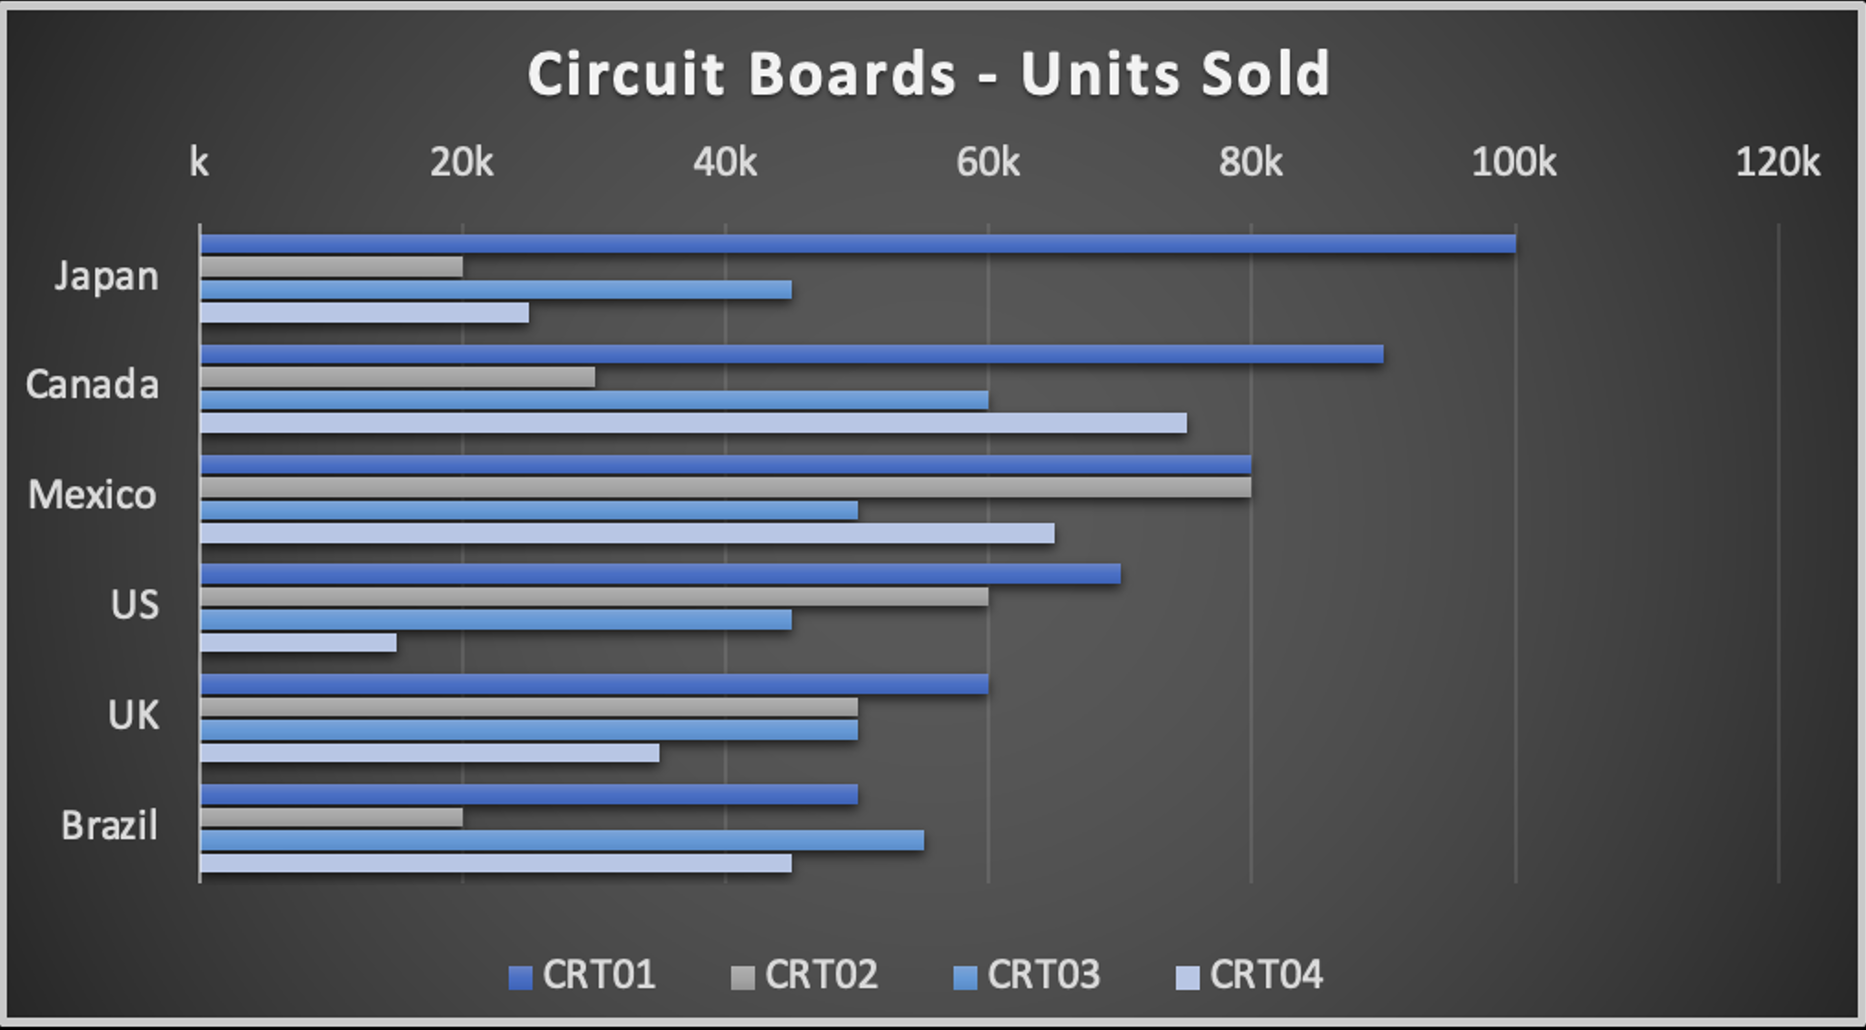 Circuit Boards - Units Sold
k 20k 40k 60k 80k 100k 120k
Japan
Canada
Mexico
US
UK
Brazil
CRT01 CRT02 CRT03 CRT04